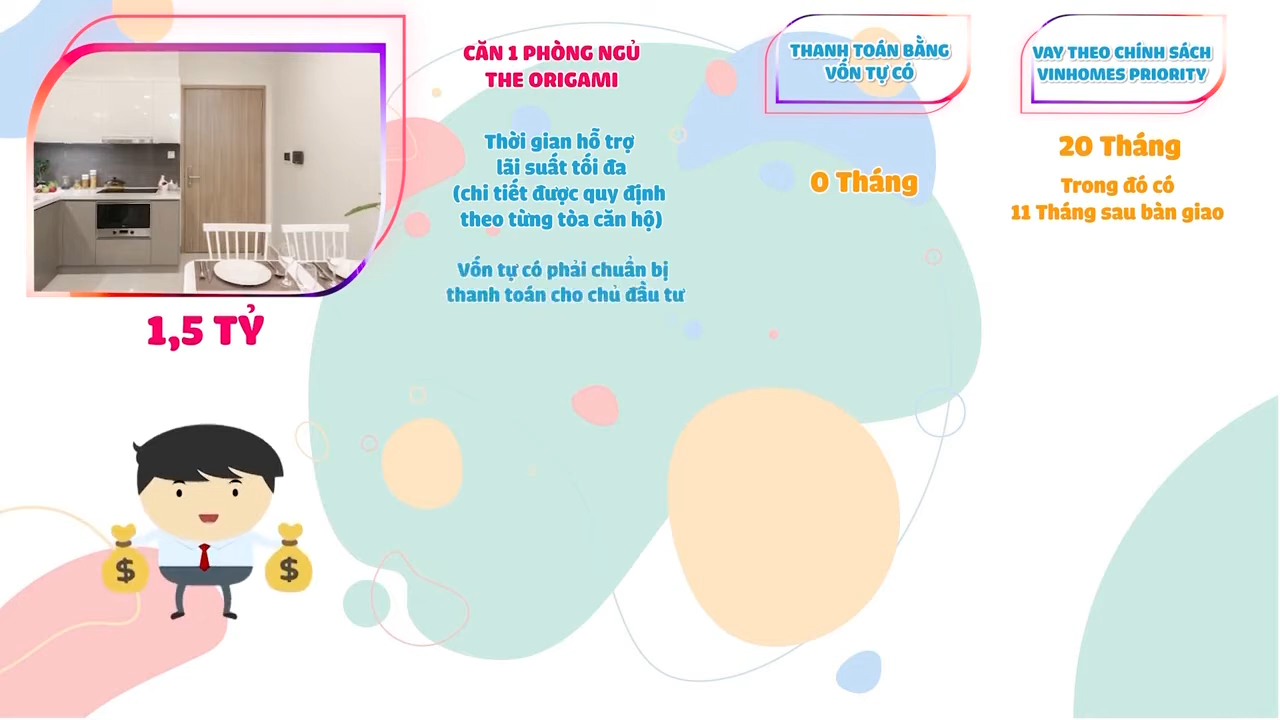 CĂN 1 PHÒNG NGỦ
THE ORIGAMI
THANH TOÁN BẰNG
VỐN TỰ CÓ
VAY THEO CHÍNH SÁCH
VINHOMES PRIORITY
Thời gian hỗ trợ
lãi suất tối đa
(chi tiết được quy định
theo từng tòa căn hộ)
0 Tháng
20 Tháng
Trong đó có
11 Tháng sau bàn giao
Vốn tự có phải chuẩn bị
thanh toán cho chủ đầu tư
1,5 TỶ
$
$